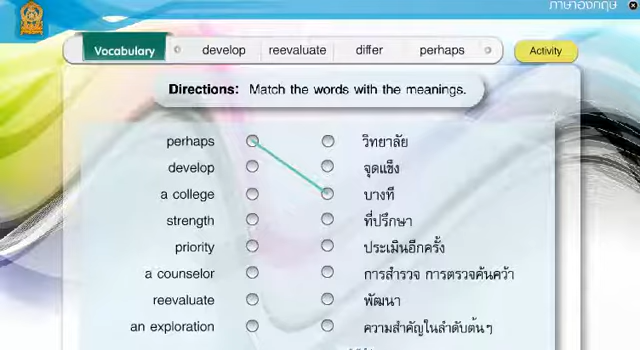 ภาษาอังกฤษ
Vocabulary develop reevaluate differ perhaps Activity
Directions: Match the words with the meanings.
perhaps วิทยาลัย
develop จุดแข็ง
a college บางที
strength ที่ปรึกษา
priority ประเมินอีกครั้ง
a counselor การสำรวจ การตรวจค้นคว้า
reevaluate พัฒนา
an exploration ความสำคัญในลำดับต้นๆ